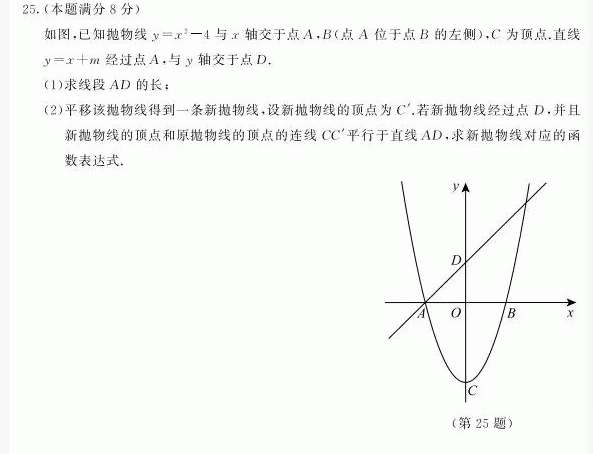 25.(本题满分 8 分)
如图,已知抛物线 y=x²-4 与 x 轴交于点 A,B(点 A 位于点 B 的左侧),C 为顶点.直线
y=x+m 经过点 A,与 y 轴交于点 D.
(1)求线段 AD 的长;
(2)平移该抛物线得到一条新抛物线,设新抛物线的顶点为 C′.若新抛物线经过点 D,并且
新抛物线的顶点和原抛物线的顶点的连线 CC′平行于直线 AD,求新抛物线对应的函
数表达式.
y
D
A O B x
C
(第 25 题)